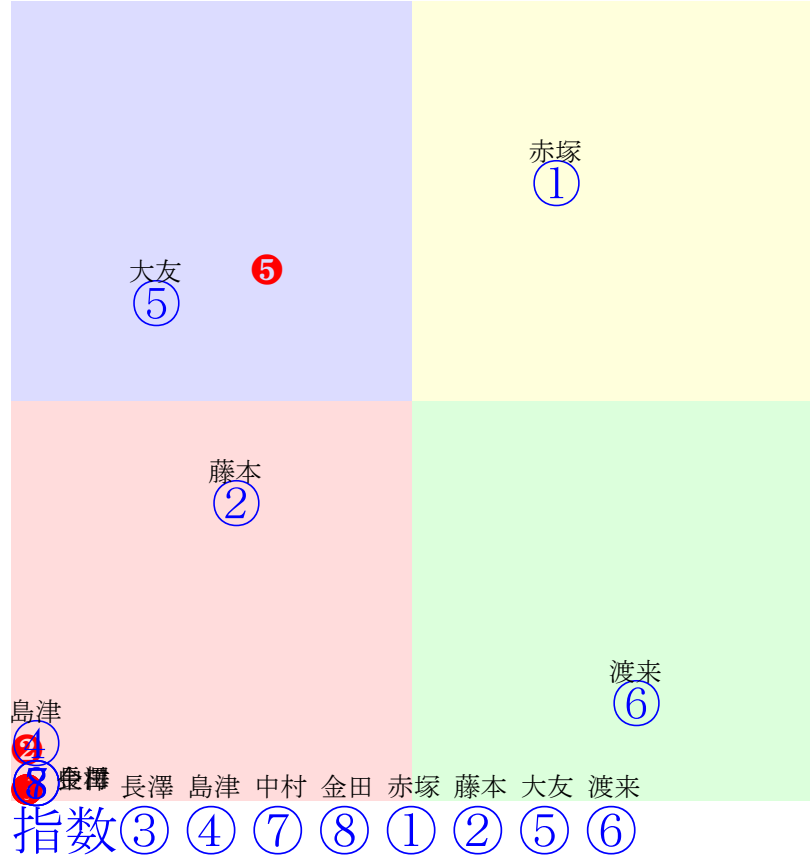 赤塚
①
大友
❺
⑤
藤本
②
渡来
⑥
島津
④
⑧
長澤 島津 中村 金田 赤塚 藤本 大友 渡来
指数③④⑦⑧①②⑤⑥